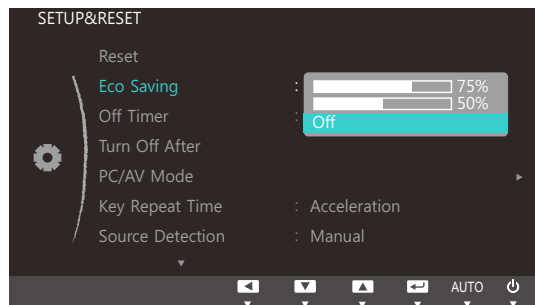 SETUP&RESET
Reset
Eco Saving : 75%
50%
Off Timer : Off
Turn Off After
PC/AV Mode
Key Repeat Time : Acceleration
Source Detection : Manual
AUTO